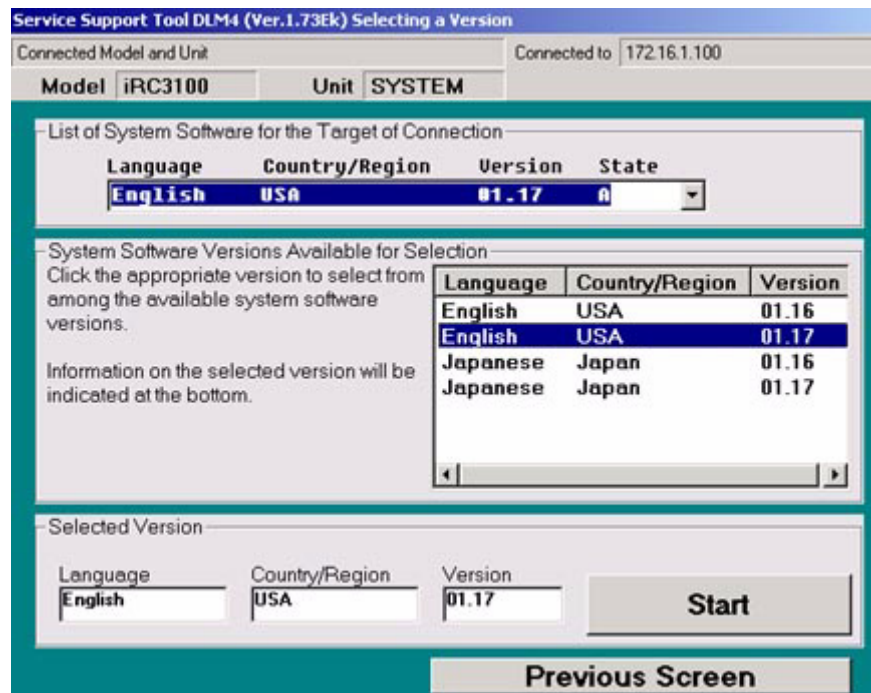 Service Support Tool DLM4 (Ver.1.73Ek) Selecting a Version
Connected Model and Unit
Connected to 172.16.1.100
Model iRC3100 Unit SYSTEM
List of System Software for the Target of Connection
Language Country/Region Version State
English USA 01.17 A
System Software Versions Available for Selection
Click the appropriate version to select from
among the available system software
versions.
Information on the selected version will be
indicated at the bottom.
Language Country/Region Version
English USA 01.16
English USA 01.17
Japanese Japan 01.16
Japanese Japan 01.17
Selected Version
Language Country/Region Version
English USA 01.17
Start
Previous Screen